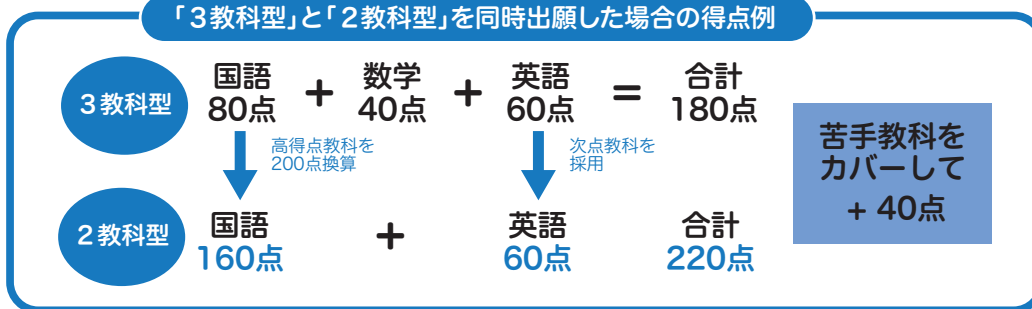 「3教科型」と「2教科型」を同時出願した場合の得点例
3教科型
国語 + 数学 + 英語 = 合計
80点 40点 60点 180点
高得点教科を
200点換算
次点教科を
採用
2教科型
国語 + 英語 合計
160点 60点 220点
苦手教科を
カバーして
+ 40点